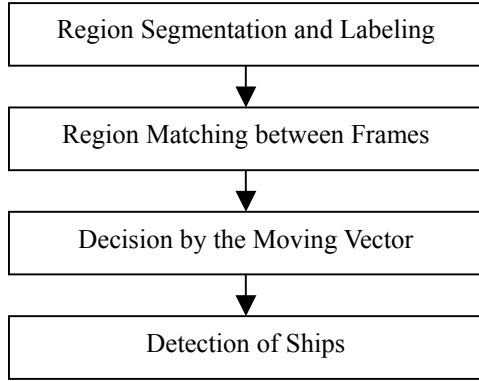 Region Segmentation and Labeling
Region Matching between Frames
Decision by the Moving Vector
Detection of Ships